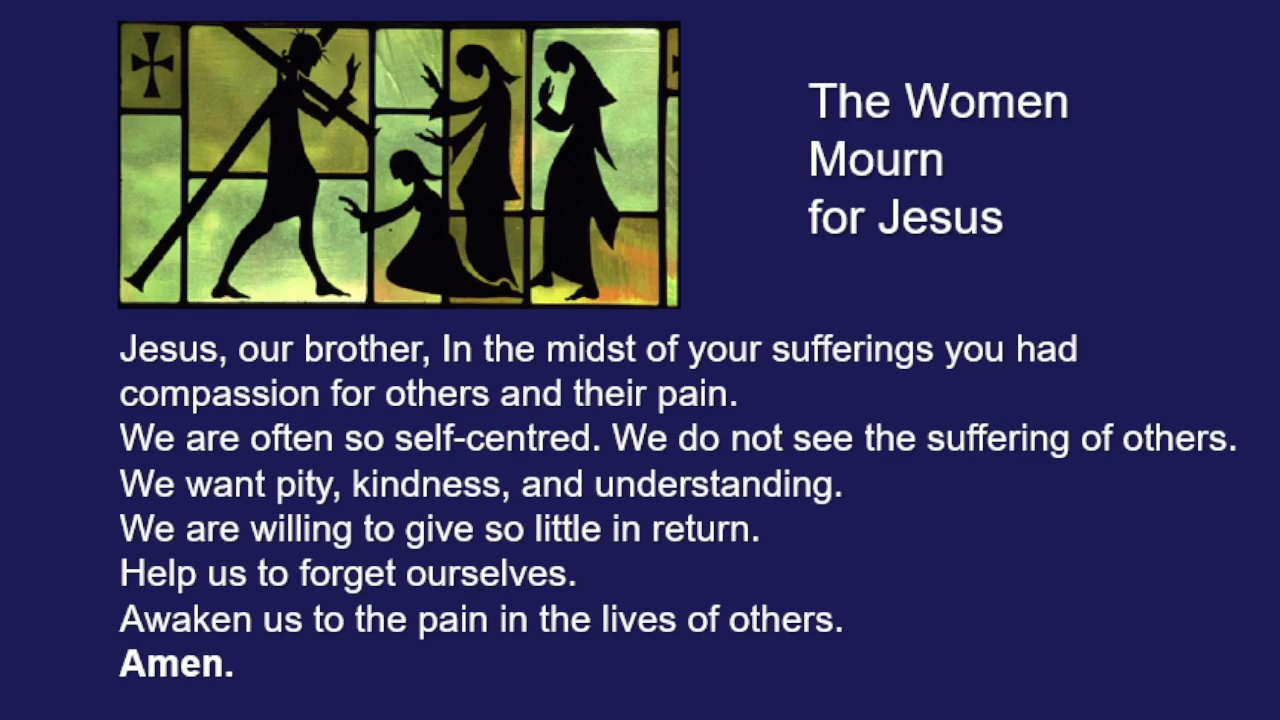 The Women
Mourn
for Jesus
Jesus, our brother, In the midst of your sufferings you had
compassion for others and their pain.
We are often so self-centred. We do not see the suffering of others.
We want pity, kindness, and understanding.
We are willing to give so little in return.
Help us to forget ourselves.
Awaken us to the pain in the lives of others.
Amen.